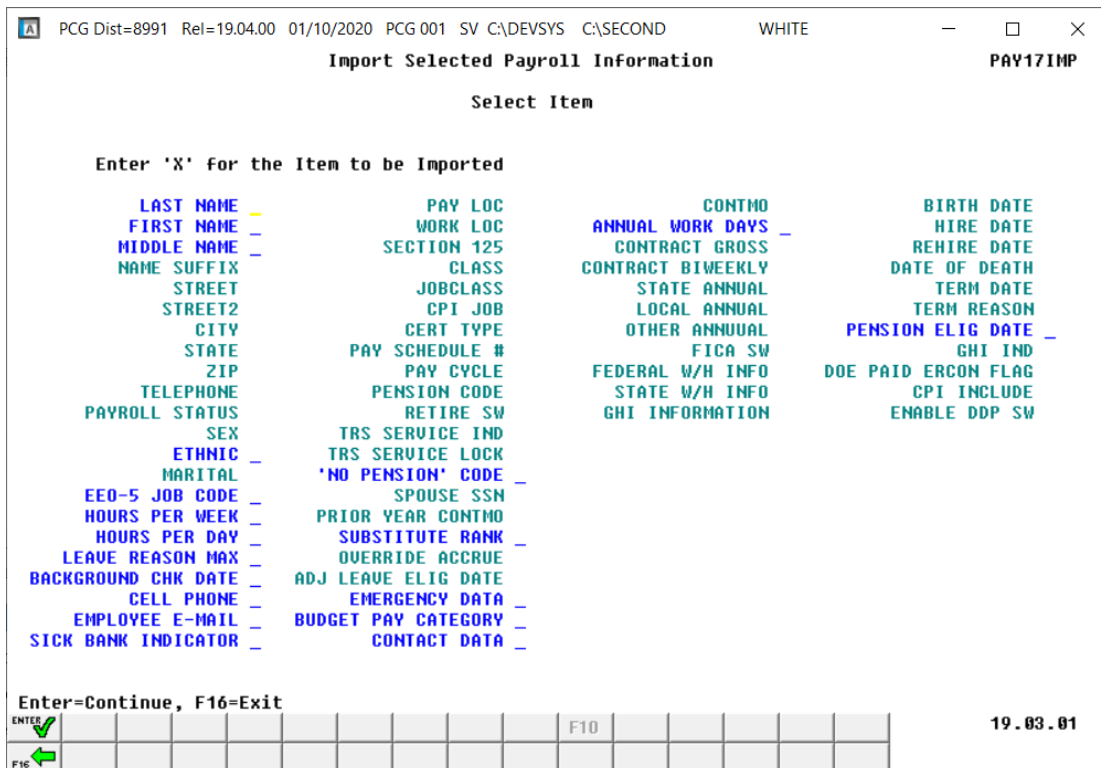 PCG Dist=8991 Rel=19.04.00 01/10/2020 PCG 001 SV C:\DEVSYS C:\SECOND WHITE
Import Selected Payroll Information PAY17IMP
Select Item
Enter 'X' for the Item to be Imported
LAST NAME _ PAY LOC CONTMO BIRTH DATE
FIRST NAME _ WORK LOC ANNUAL WORK DAYS _ HIRE DATE
MIDDLE NAME _ SECTION 125 CONTRACT GROSS REHIRE DATE
NAME SUFFIX CLASS CONTRACT BIWEEKLY DATE OF DEATH
STREET JOBCLASS STATE ANNUAL TERM DATE
STREET2 CPI JOB LOCAL ANNUAL TERM REASON
CITY CERT TYPE OTHER ANNUUAL PENSION ELIG DATE _
STATE PAY SCHEDULE # FICA SW GHI IND
ZIP PAY CYCLE FEDERAL W/H INFO DOE PAID ERCON FLAG
TELEPHONE PENSION CODE STATE W/H INFO CPI INCLUDE
PAYROLL STATUS RETIRE SW GHI INFORMATION ENABLE DDP SW
SEX TRS SERVICE IND
ETHNIC _ TRS SERVICE LOCK
MARITAL 'NO PENSION' CODE _
EEO-5 JOB CODE _ SPOUSE SSN
HOURS PER WEEK _ PRIOR YEAR CONTMO
HOURS PER DAY _ SUBSTITUTE RANK _
LEAVE REASON MAX _ OVERRIDE ACCRUE
BACKGROUND CHK DATE _ ADJ LEAVE ELIG DATE
CELL PHONE _ EMERGENCY DATA _
EMPLOYEE E-MAIL _ BUDGET PAY CATEGORY _
SICK BANK INDICATOR _ CONTACT DATA _
Enter=Continue, F16=Exit
ENTER F10 19.03.01
F16